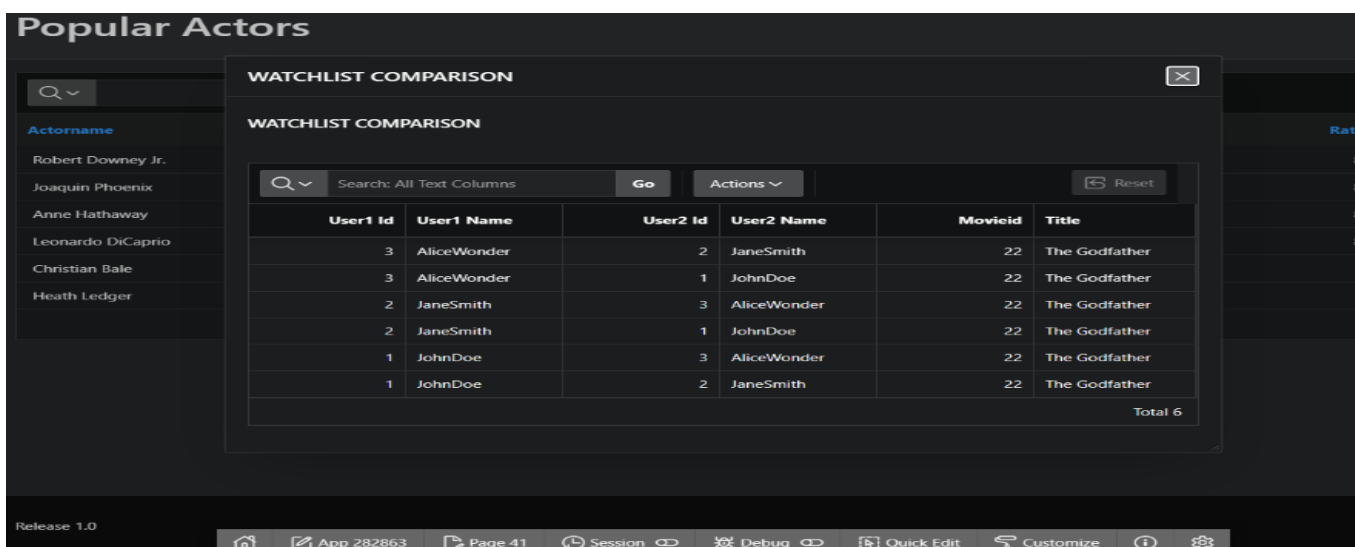 Popular Actors
WATCHLIST COMPARISON
WATCHLIST COMPARISON
Actorname Rat
Robert Downey Jr.
Joaquin Phoenix
Anne Hathaway
Leonardo DiCaprio
Christian Bale
Heath Ledger
Search: All Text Columns Go Actions Reset
User1 Id User1 Name User2 Id User2 Name Movieid Title
3 AliceWonder 2 JaneSmith 22 The Godfather
3 AliceWonder 1 JohnDoe 22 The Godfather
2 JaneSmith 3 AliceWonder 22 The Godfather
2 JaneSmith 1 JohnDoe 22 The Godfather
1 JohnDoe 3 AliceWonder 22 The Godfather
1 JohnDoe 2 JaneSmith 22 The Godfather
Total 6
Release 1.0
App 282863 Page 41 Session Debug Quick Edit Customize